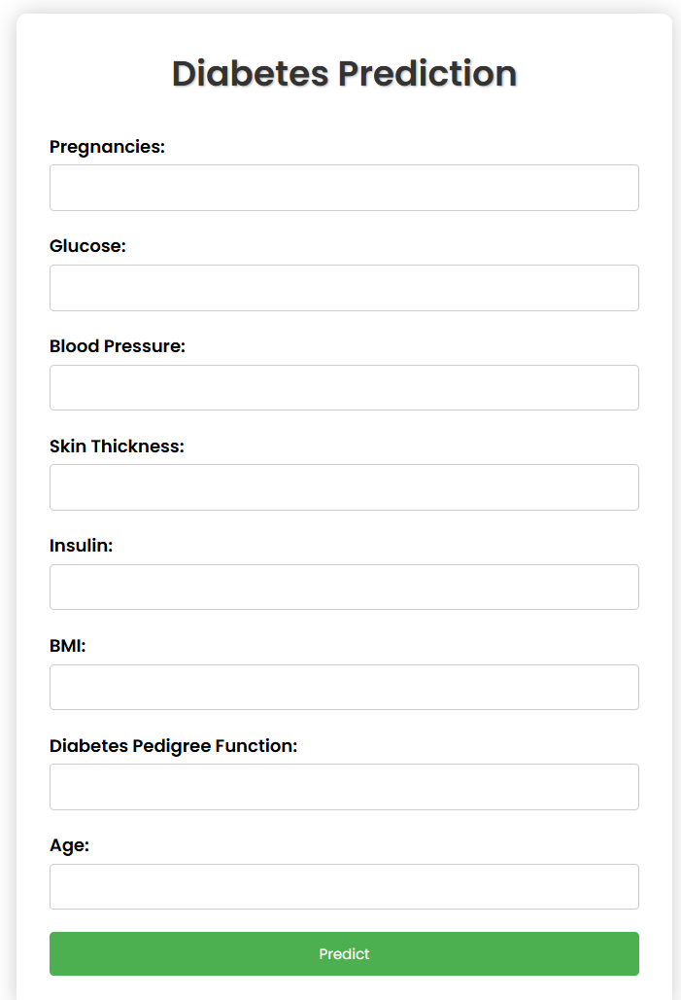 Diabetes Prediction
Pregnancies:
Glucose:
Blood Pressure:
Skin Thickness:
Insulin:
BMI:
Diabetes Pedigree Function:
Age:
Predict